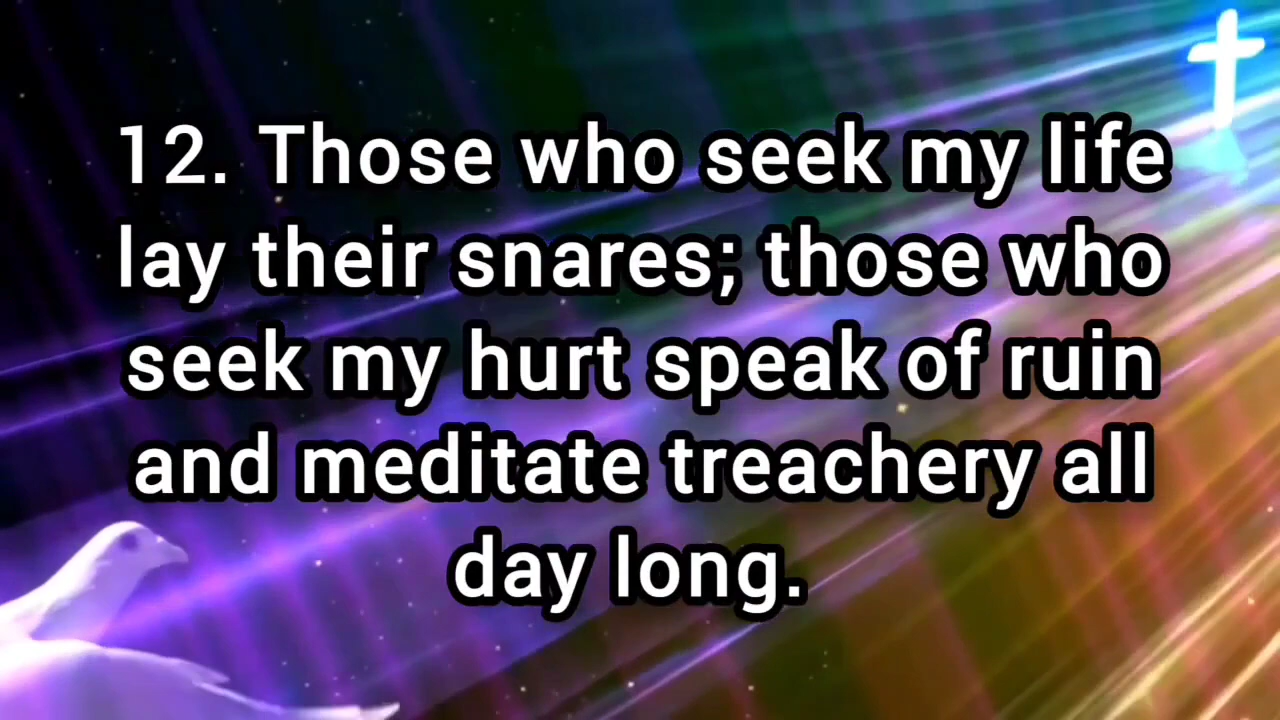 12. Those who seek my life
lay their snares; those who
seek my hurt speak of ruin
and meditate treachery all
day long.